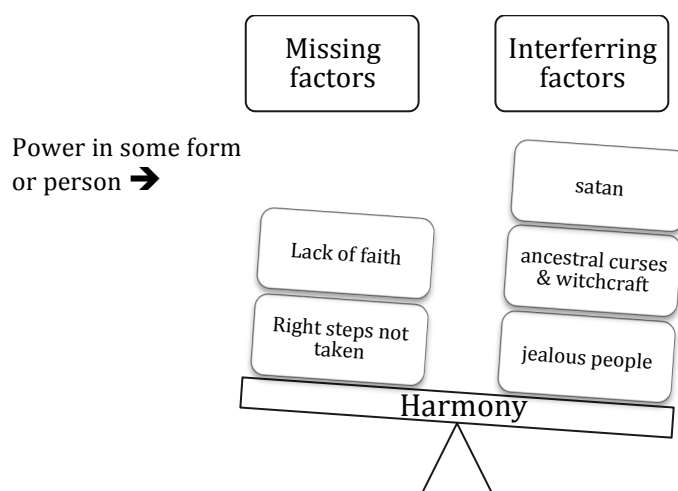 Missing
factors
Interferring
factors
Power in some form
or person ➔
satan
Lack of faith
ancestral curses
& witchcraft
Right steps not
taken
jealous people
Harmony